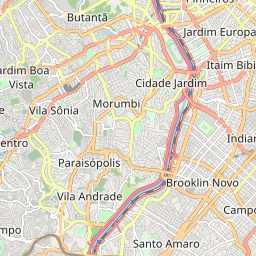 Pinheiros
Butantã
Jardim Europa
Jardim Boa
Vista
Itaim Bibi
Cidade Jardim
Morumbi
Vila Sônia
Indian
entro
Paraisópolis
Brooklin Novo
Vila Andrade
Campo
mpo
Santo Amaro